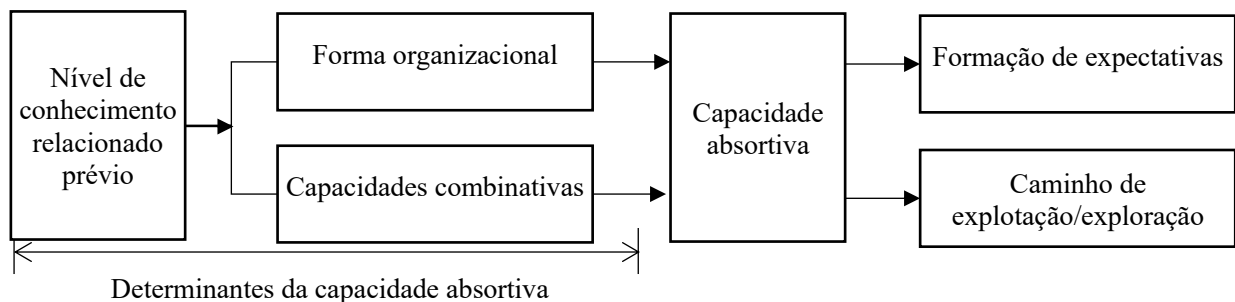 Nível de
conhecimento
relacionado
prévio
Forma organizacional
Capacidades combinativas
Capacidade
absortiva
Formação de expectativas
Caminho de
explotação/exploração
Determinantes da capacidade absortiva